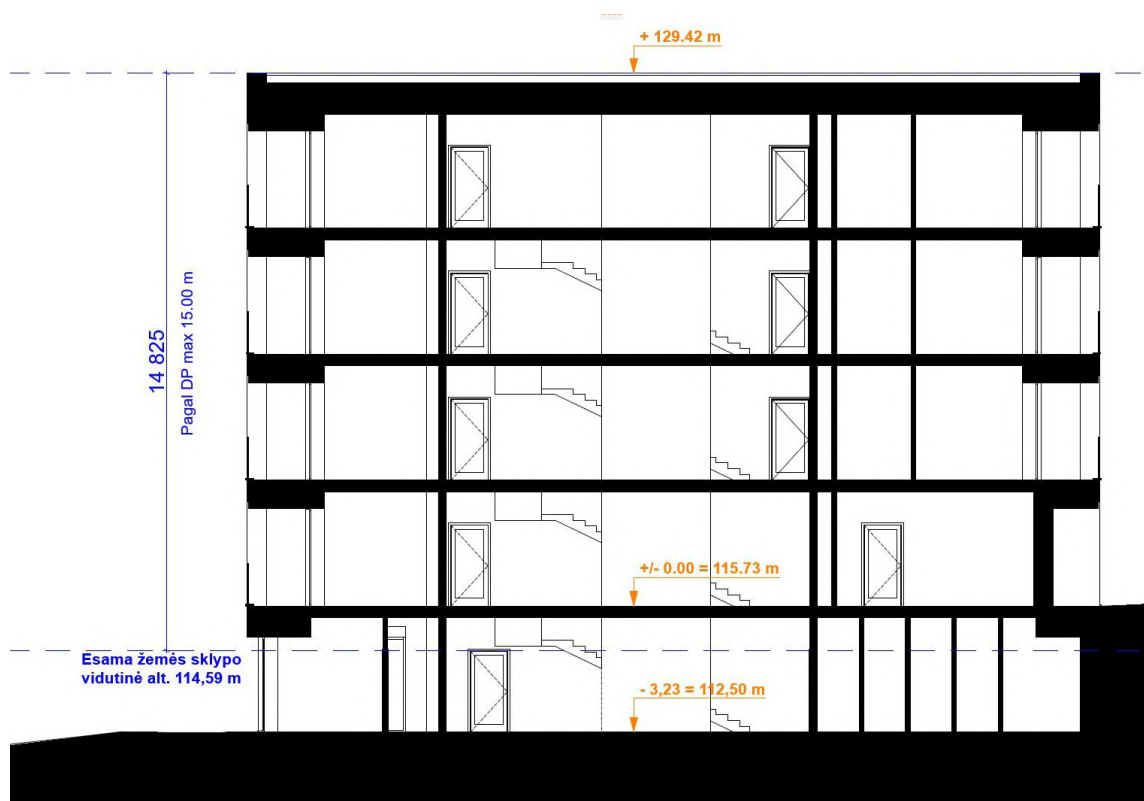 + 129.42 m
14 825
Pagal DP max 15.00 m
+/- 0.00 = 115.73 m
Esama žemės sklypo
vidutinė alt. 114,59 m
- 3,23 = 112,50 m